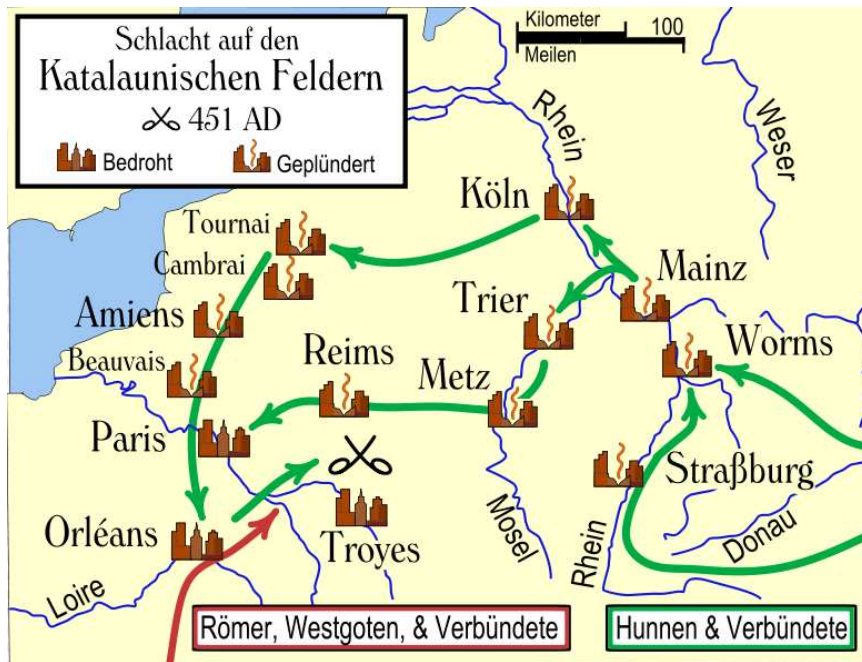 Schlacht auf den
Katalaunischen Feldern
451 AD
Bedroht
Geplündert
Kilometer
100
Meilen
Rhein
Weser
Köln
Tournai
Cambrai
Mainz
Trier
Amiens
Reims
Worms
Beauvais
Metz
Paris
Straßburg
Orléans
Troyes
Mosel
Rhein
Donau
Loire
Römer, Westgoten, & Verbündete
Hunnen & Verbündete